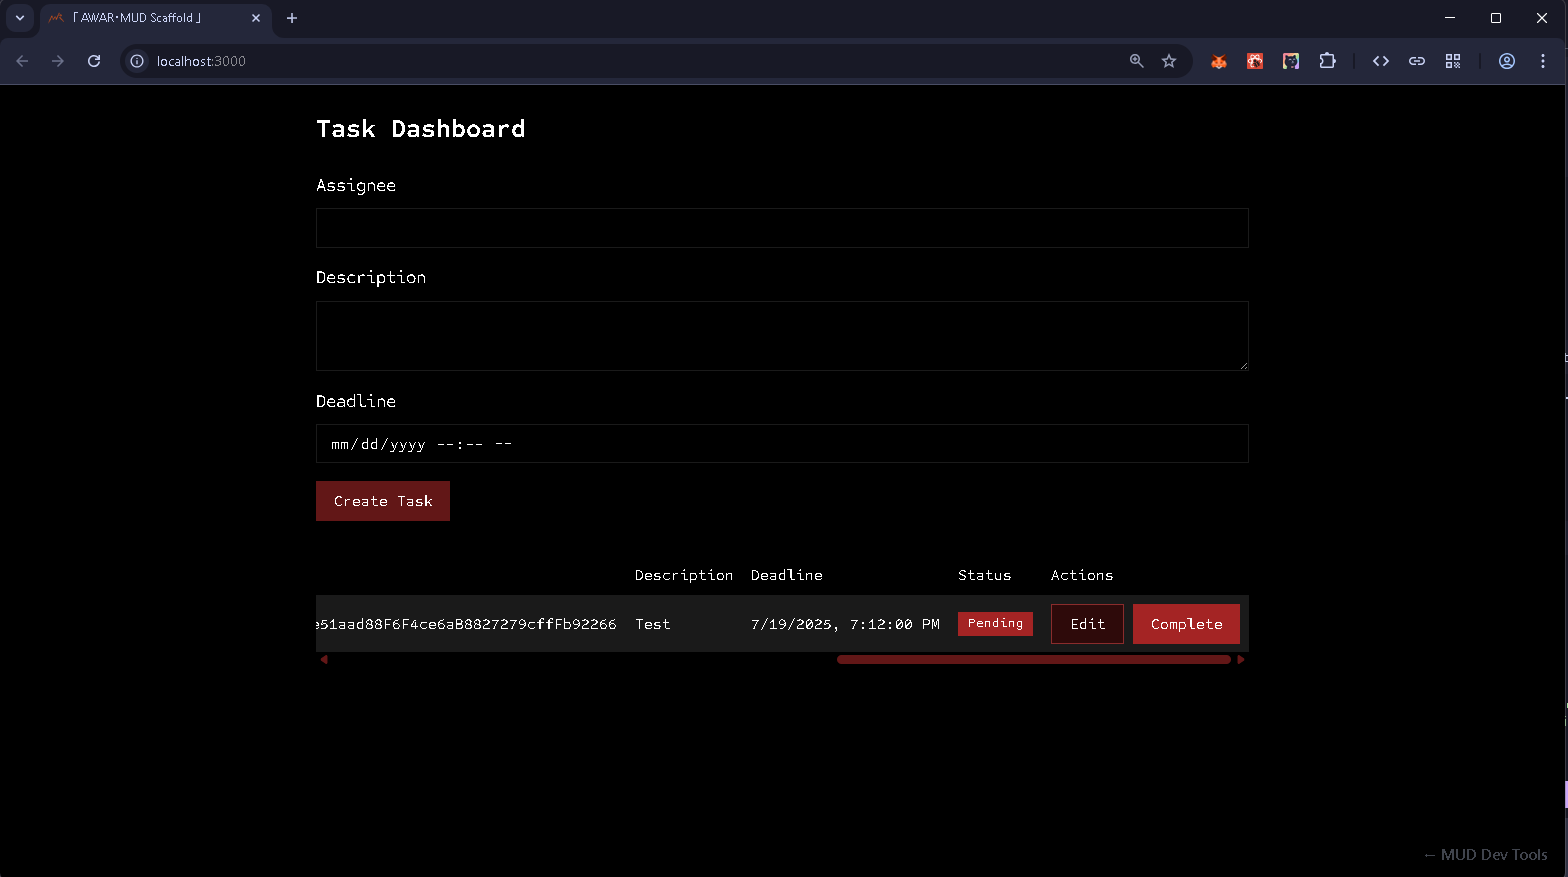 「 AWAR•MUD Scaffold 」
localhost:3000
Task Dashboard
Assignee
Description
Deadline
mm/dd/yyyy --:-- --
Create Task
Description Deadline Status Actions
e51aad88F6F4ce6aB8827279cffFb92266 Test 7/19/2025, 7:12:00 PM Pending Edit Complete
← MUD Dev Tools